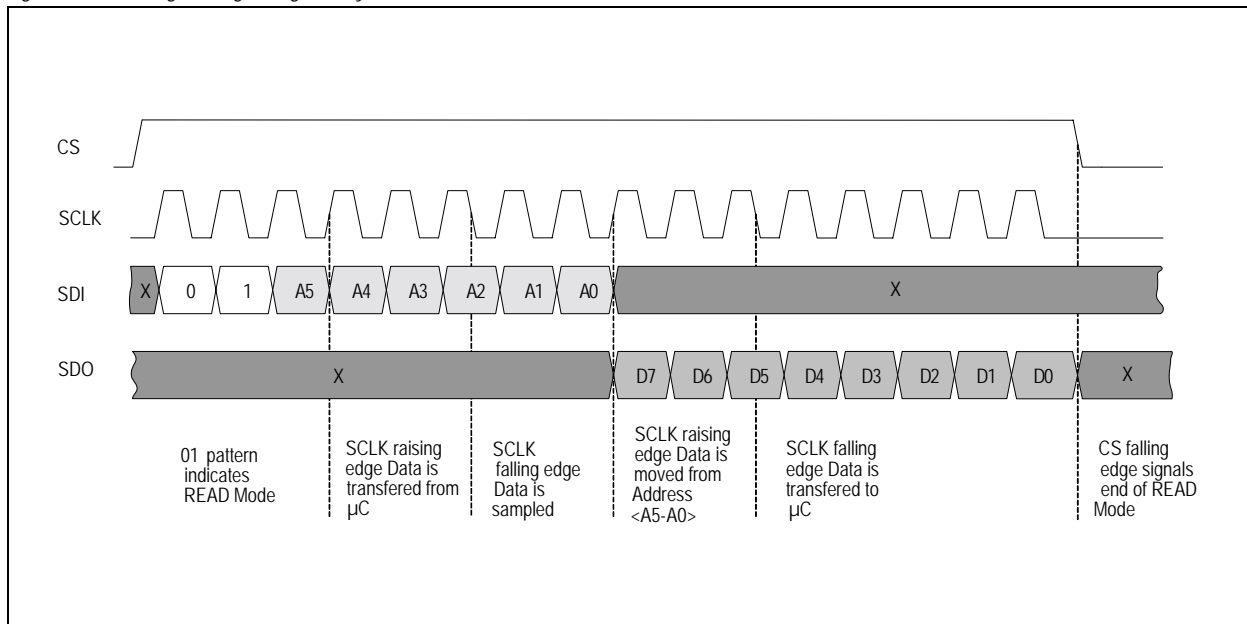 CS
SCLK
SDI
X 0 1 A5 A4 A3 A2 A1 A0 X
SDO
X D7 D6 D5 D4 D3 D2 D1 D0 X
01 pattern
indicates
READ Mode
SCLK raising
edge Data is
transfered from
µC
SCLK
falling edge
Data is
sampled
SCLK raising
edge Data is
moved from
Address
<A5-A0>
SCLK falling
edge Data is
transfered to
µC
CS falling
edge signals
end of READ
Mode